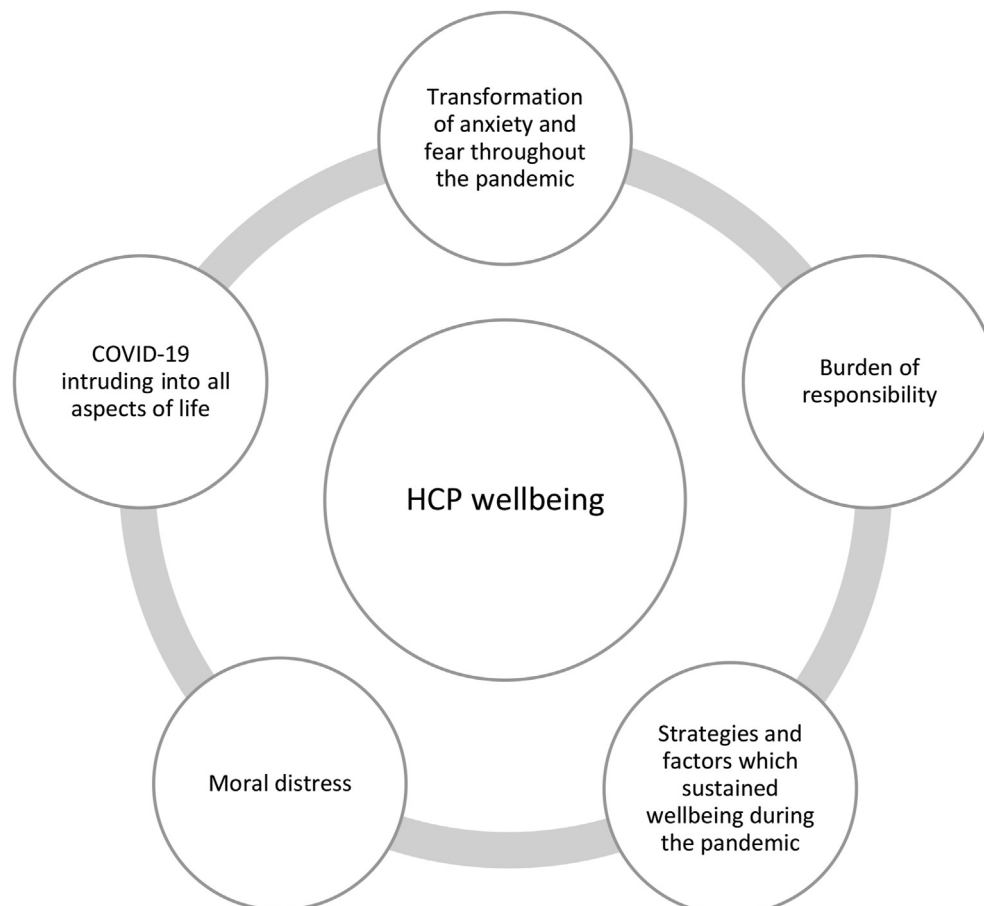 Transformation
of anxiety and
fear throughout
the pandemic
COVID-19
intruding into all
aspects of life
Burden of
responsibility
HCP wellbeing
Moral distress
Strategies and
factors which
sustained
wellbeing during
the pandemic